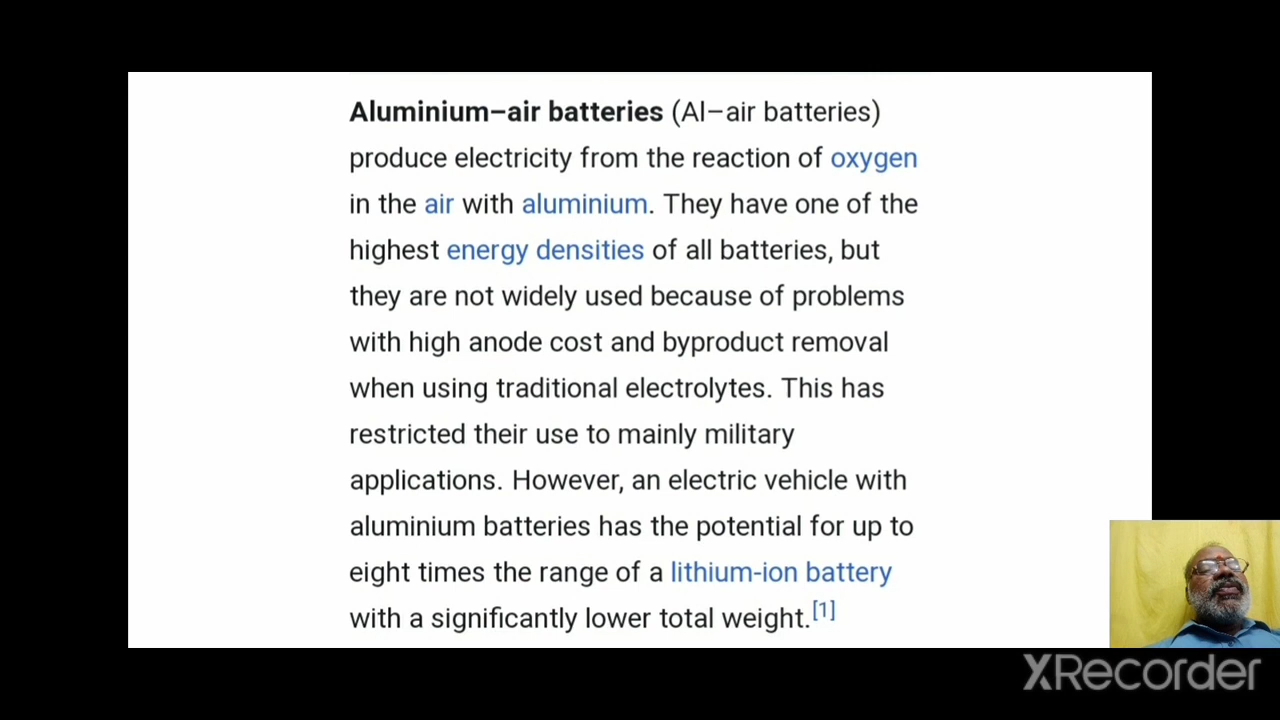 Aluminium–air batteries (Al–air batteries)
produce electricity from the reaction of oxygen
in the air with aluminium. They have one of the
highest energy densities of all batteries, but
they are not widely used because of problems
with high anode cost and byproduct removal
when using traditional electrolytes. This has
restricted their use to mainly military
applications. However, an electric vehicle with
aluminium batteries has the potential for up to
eight times the range of a lithium-ion battery
with a significantly lower total weight.[1]
XRecorder